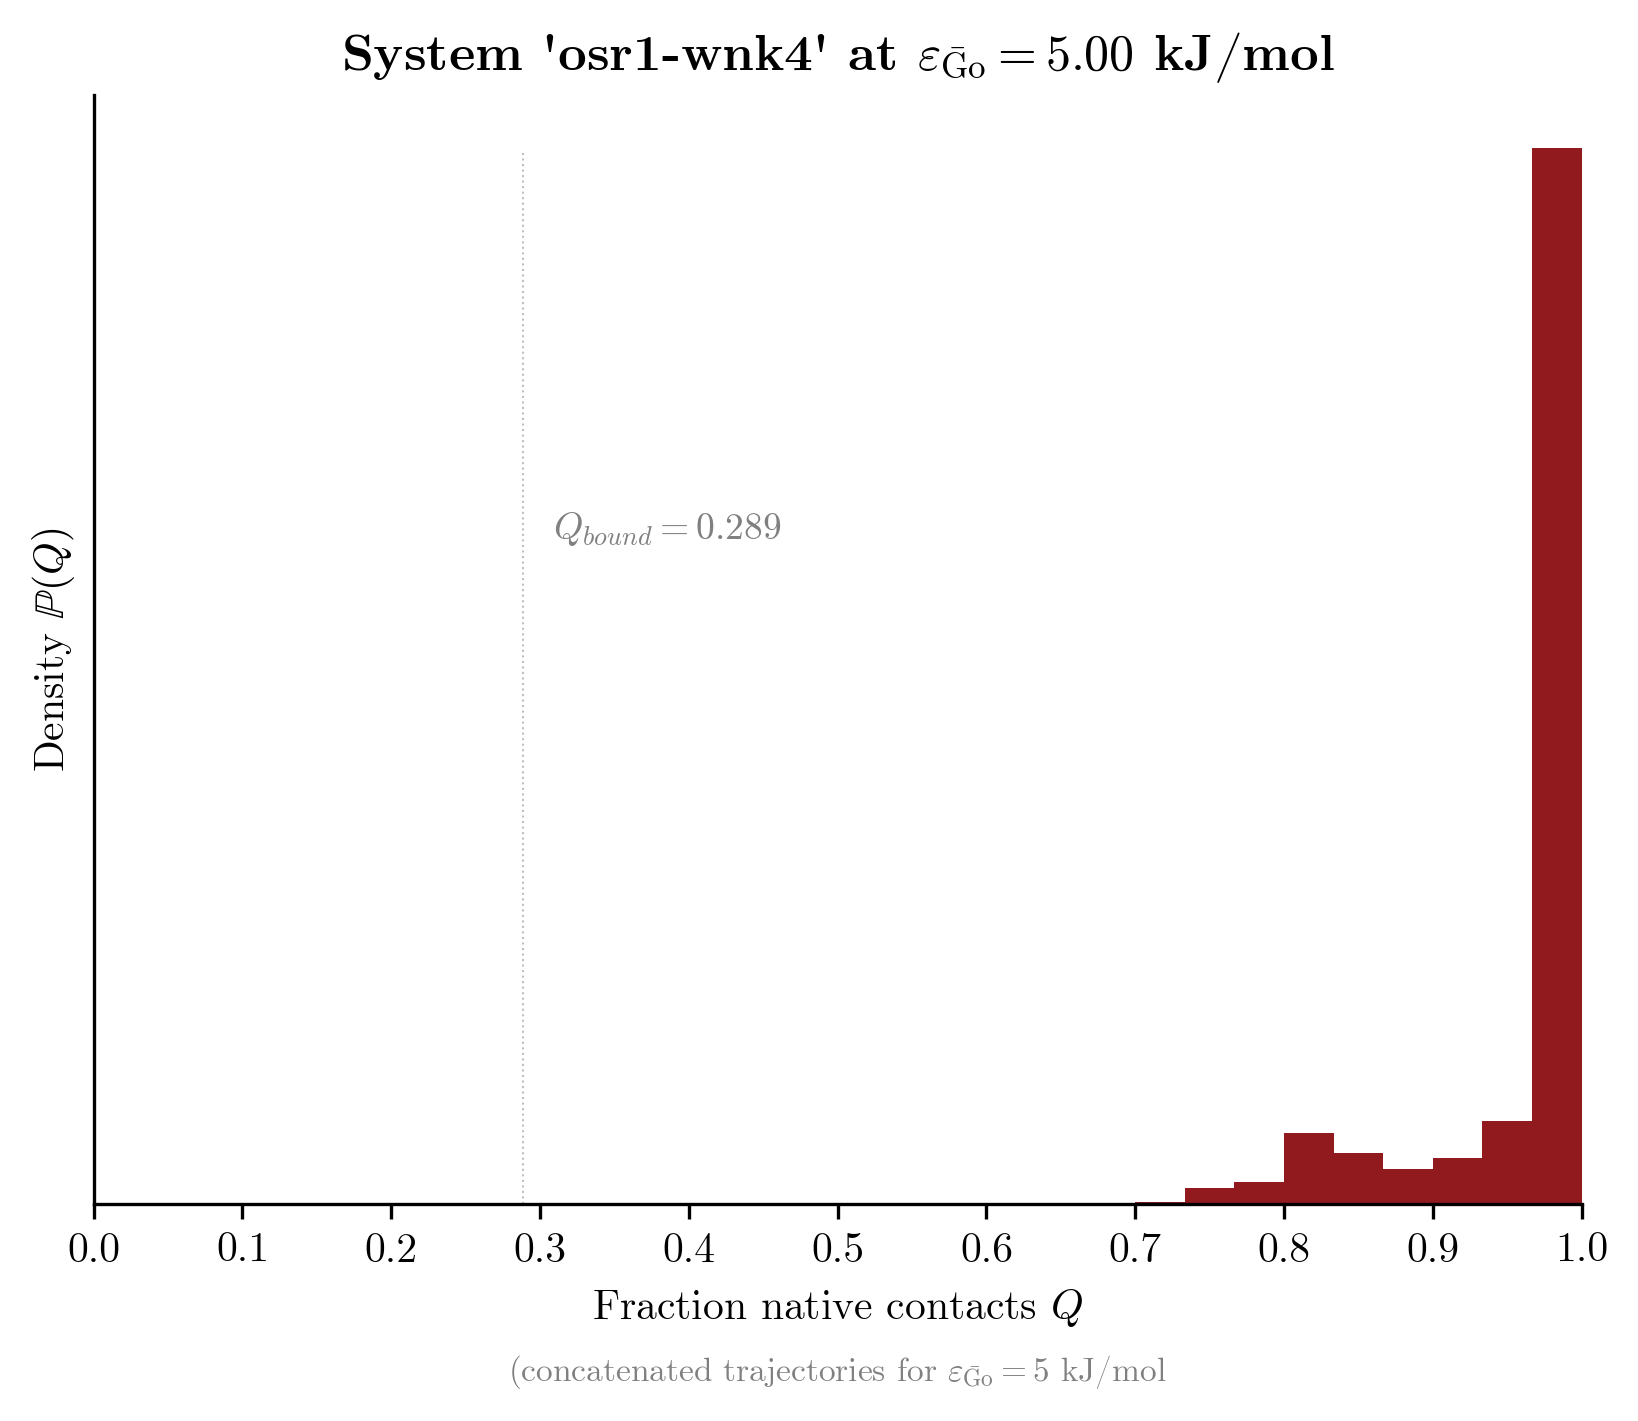 System 'osr1-wnk4' at ε_Ḡo = 5.00 kJ/mol
Density ℙ(Q)
Q_bound = 0.289
0.0 0.1 0.2 0.3 0.4 0.5 0.6 0.7 0.8 0.9 1.0
Fraction native contacts Q
(concatenated trajectories for ε_Ḡo = 5 kJ/mol